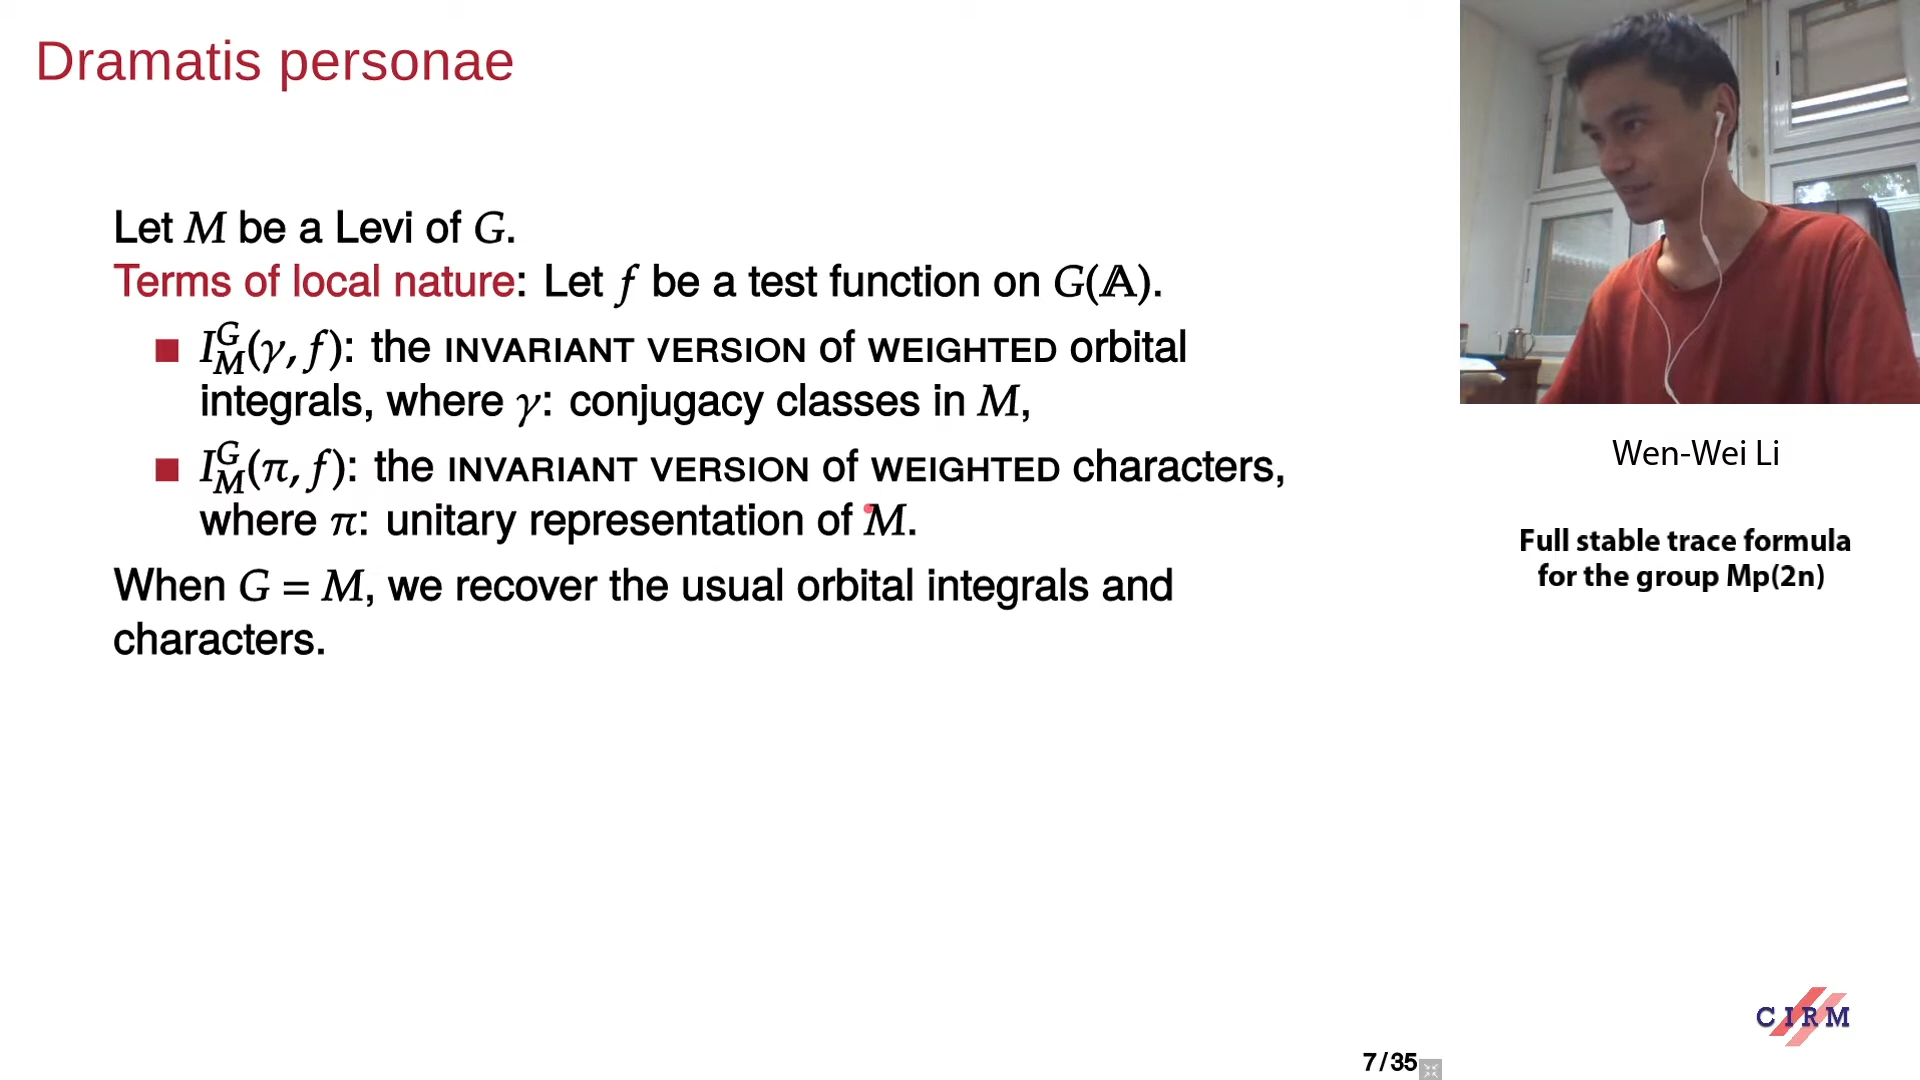 Dramatis personae
Let M be a Levi of G.
Terms of local nature: Let f be a test function on G(𝔸).
■ I_M^G(γ, f): the INVARIANT VERSION of WEIGHTED orbital
integrals, where γ: conjugacy classes in M,
■ I_M^G(π, f): the INVARIANT VERSION of WEIGHTED characters,
where π: unitary representation of M.
When G = M, we recover the usual orbital integrals and
characters.
7/35
Wen-Wei Li
Full stable trace formula
for the group Mp(2n)
CIRM